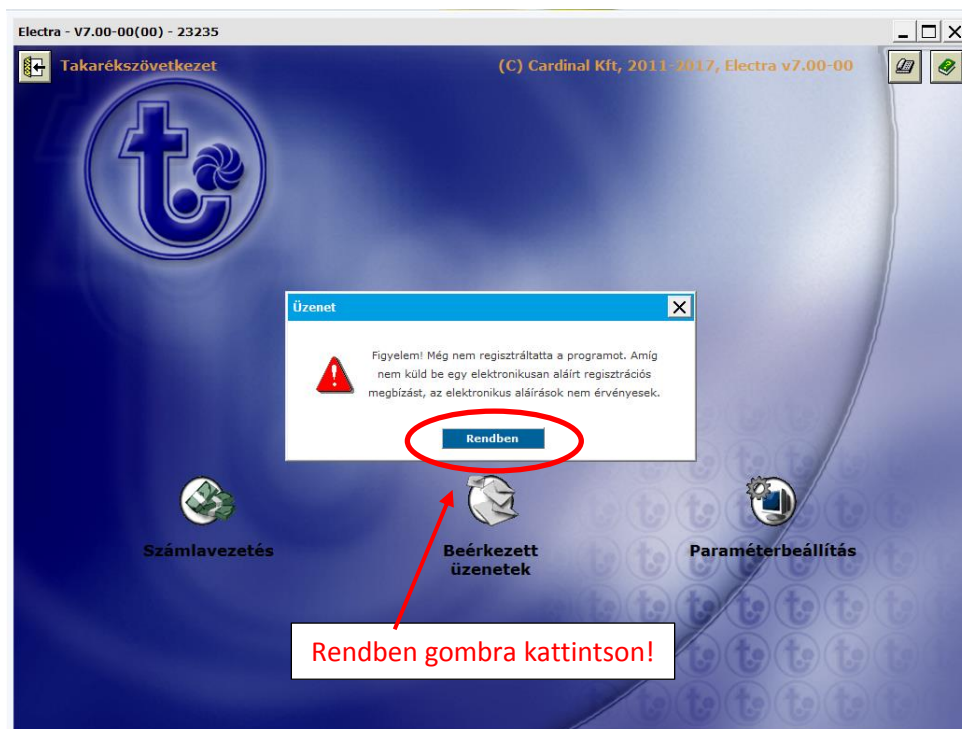 Electra - V7.00-00(00) - 23235
Takarékszövetkezet
(C) Cardinal Kft, 2011-2017, Electra v7.00-00
Üzenet
Figyelem! Még nem regisztráltatta a programot. Amíg
nem küld be egy elektronikusan aláírt regisztrációs
megbízást, az elektronikus aláírások nem érvényesek.
Rendben
Számlavezetés
Beérkezett
üzenetek
Paraméterbeállítás
Rendben gombra kattintson!